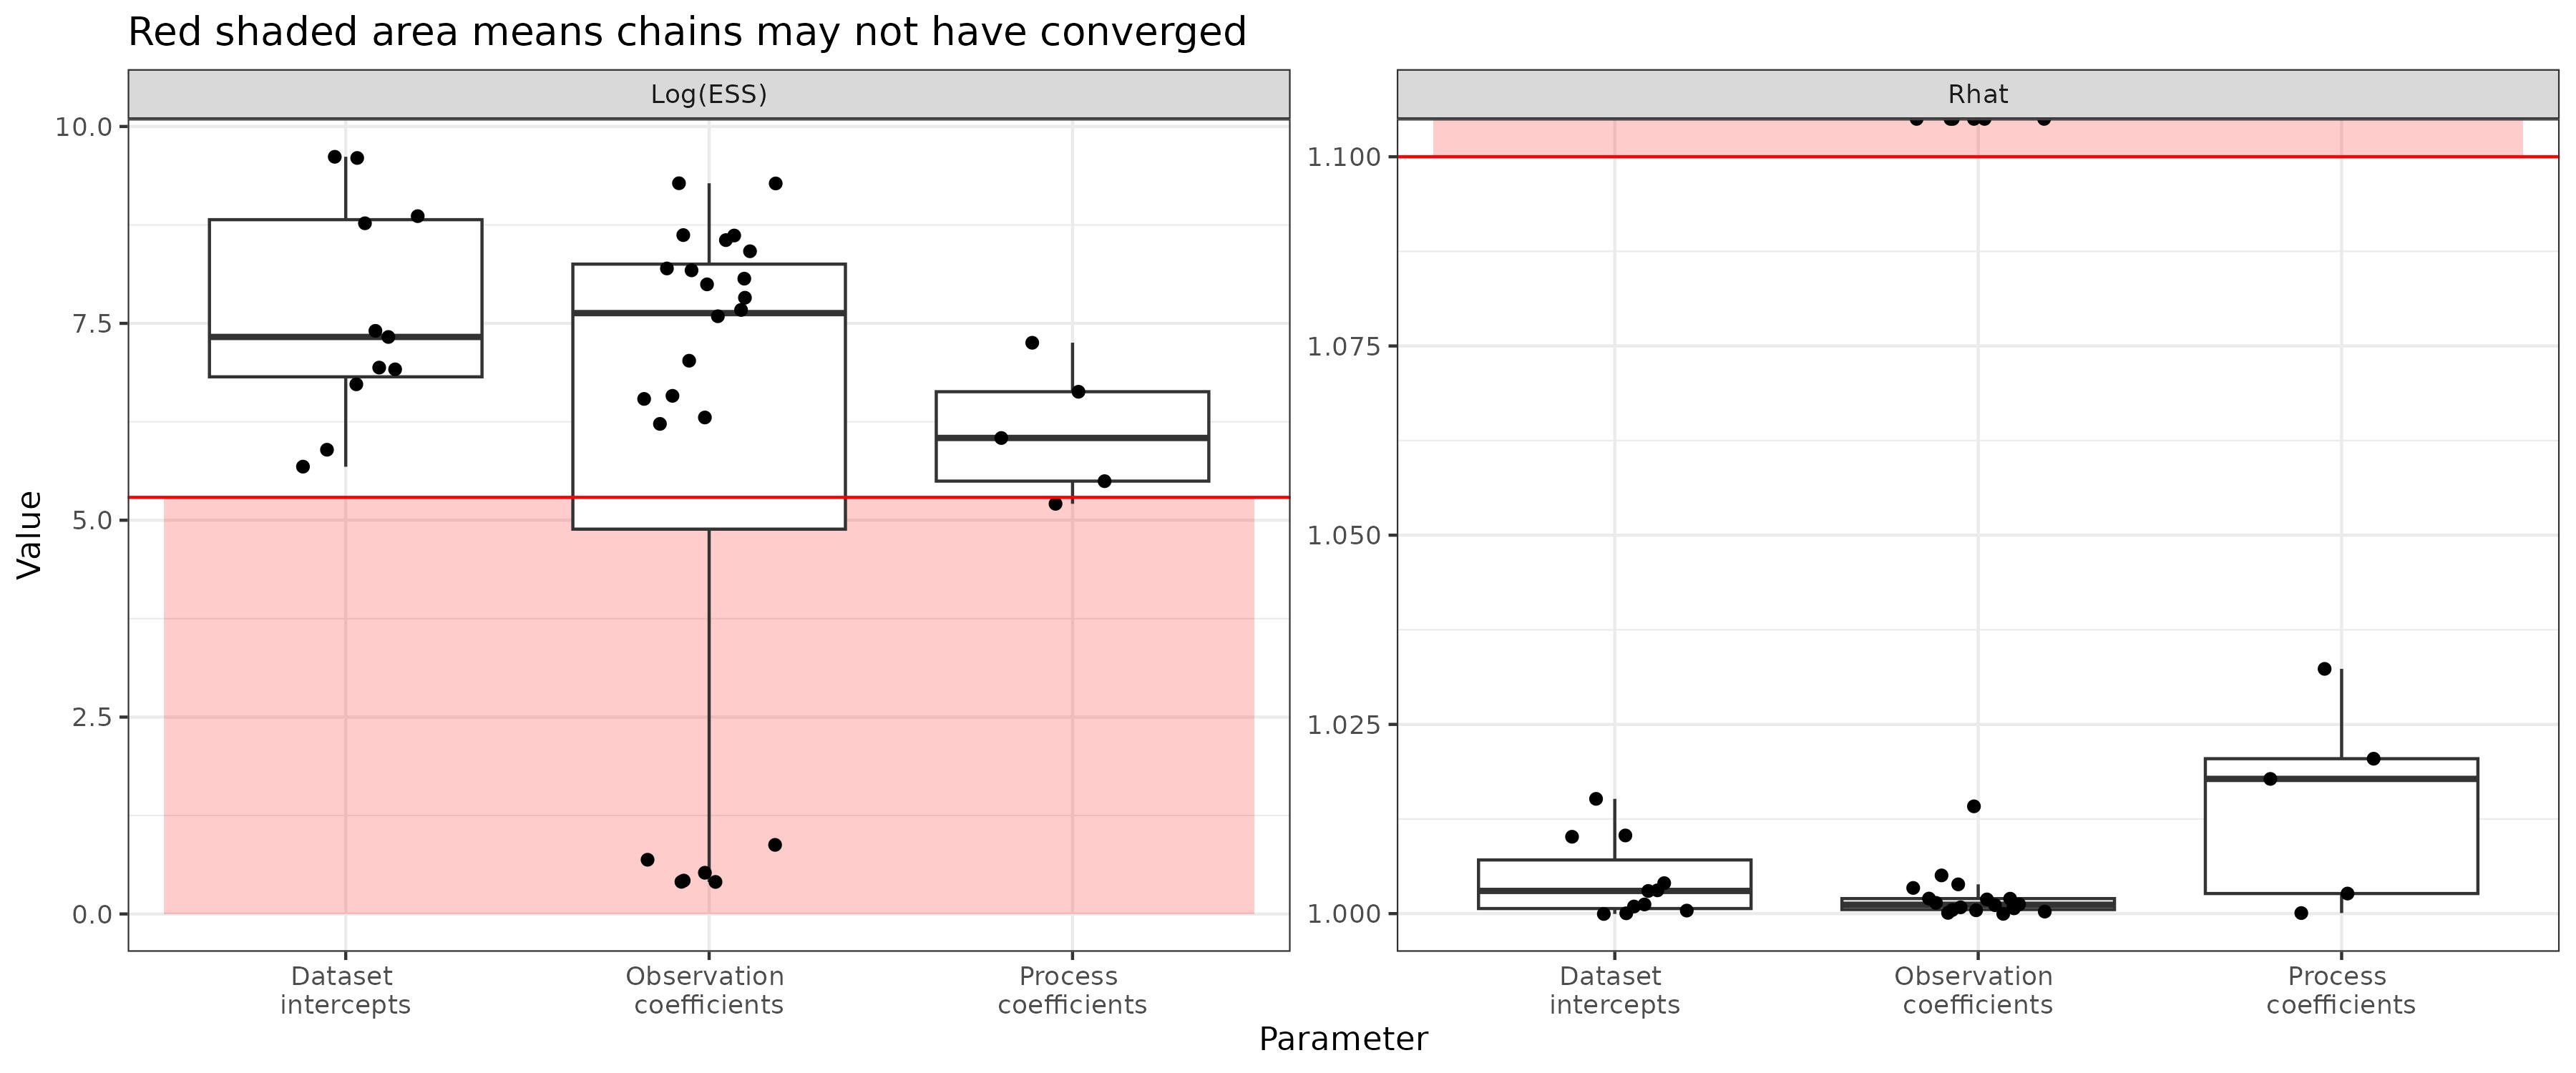 Red shaded area means chains may not have converged
Log(ESS)
Rhat
Value
10.0
7.5
5.0
2.5
0.0
1.100
1.075
1.050
1.025
1.000
Dataset
intercepts
Observation
coefficients
Process
coefficients
Dataset
intercepts
Observation
coefficients
Process
coefficients
Parameter